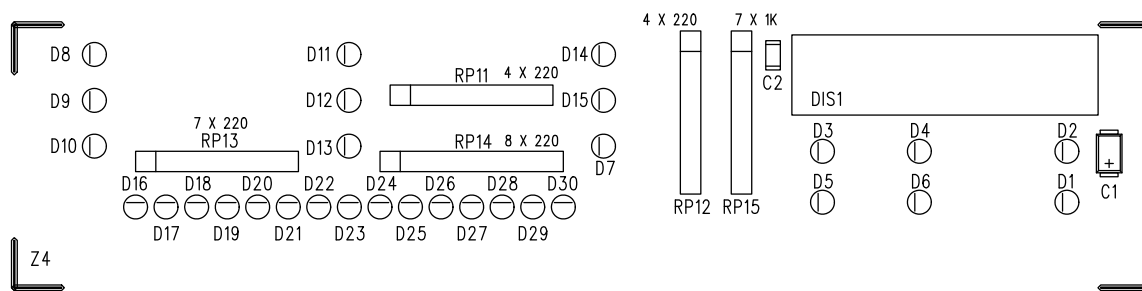 4 X 220
7 X 1K
D8
D11
D14
C2
RP11
4 X 220
D9
D12
D15
DIS1
7 X 220
RP13
D10
D13
RP14
8 X 220
D7
D3
D4
D2
D16
D18
D20
D22
D24
D26
D28
D30
D5
D6
D1
+
C1
RP12
RP15
D17
D19
D21
D23
D25
D27
D29
Z4